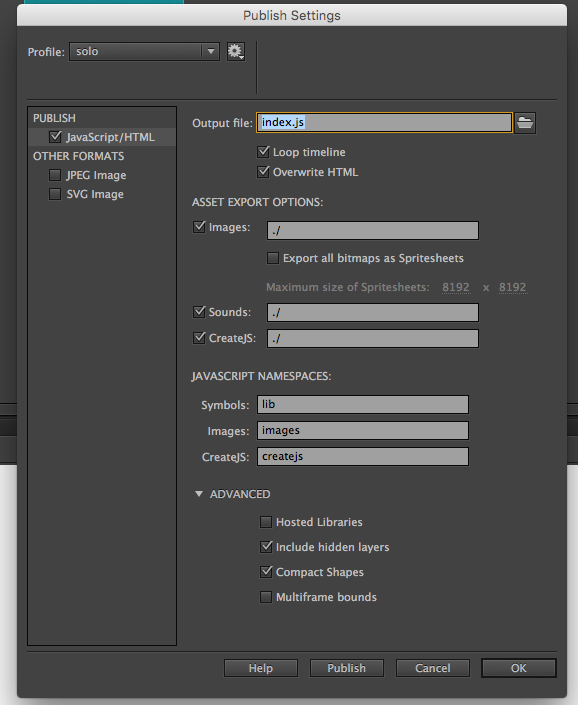 Publish Settings
Profile: solo
PUBLISH
JavaScript/HTML
OTHER FORMATS
JPEG Image
SVG Image
Output file: index.js
Loop timeline
Overwrite HTML
ASSET EXPORT OPTIONS:
Images: ./
Export all bitmaps as Spritesheets
Maximum size of Spritesheets: 8192 x 8192
Sounds: ./
CreateJS: ./
JAVASCRIPT NAMESPACES:
Symbols: lib
Images: images
CreateJS: createjs
ADVANCED
Hosted Libraries
Include hidden layers
Compact Shapes
Multiframe bounds
Help Publish Cancel OK